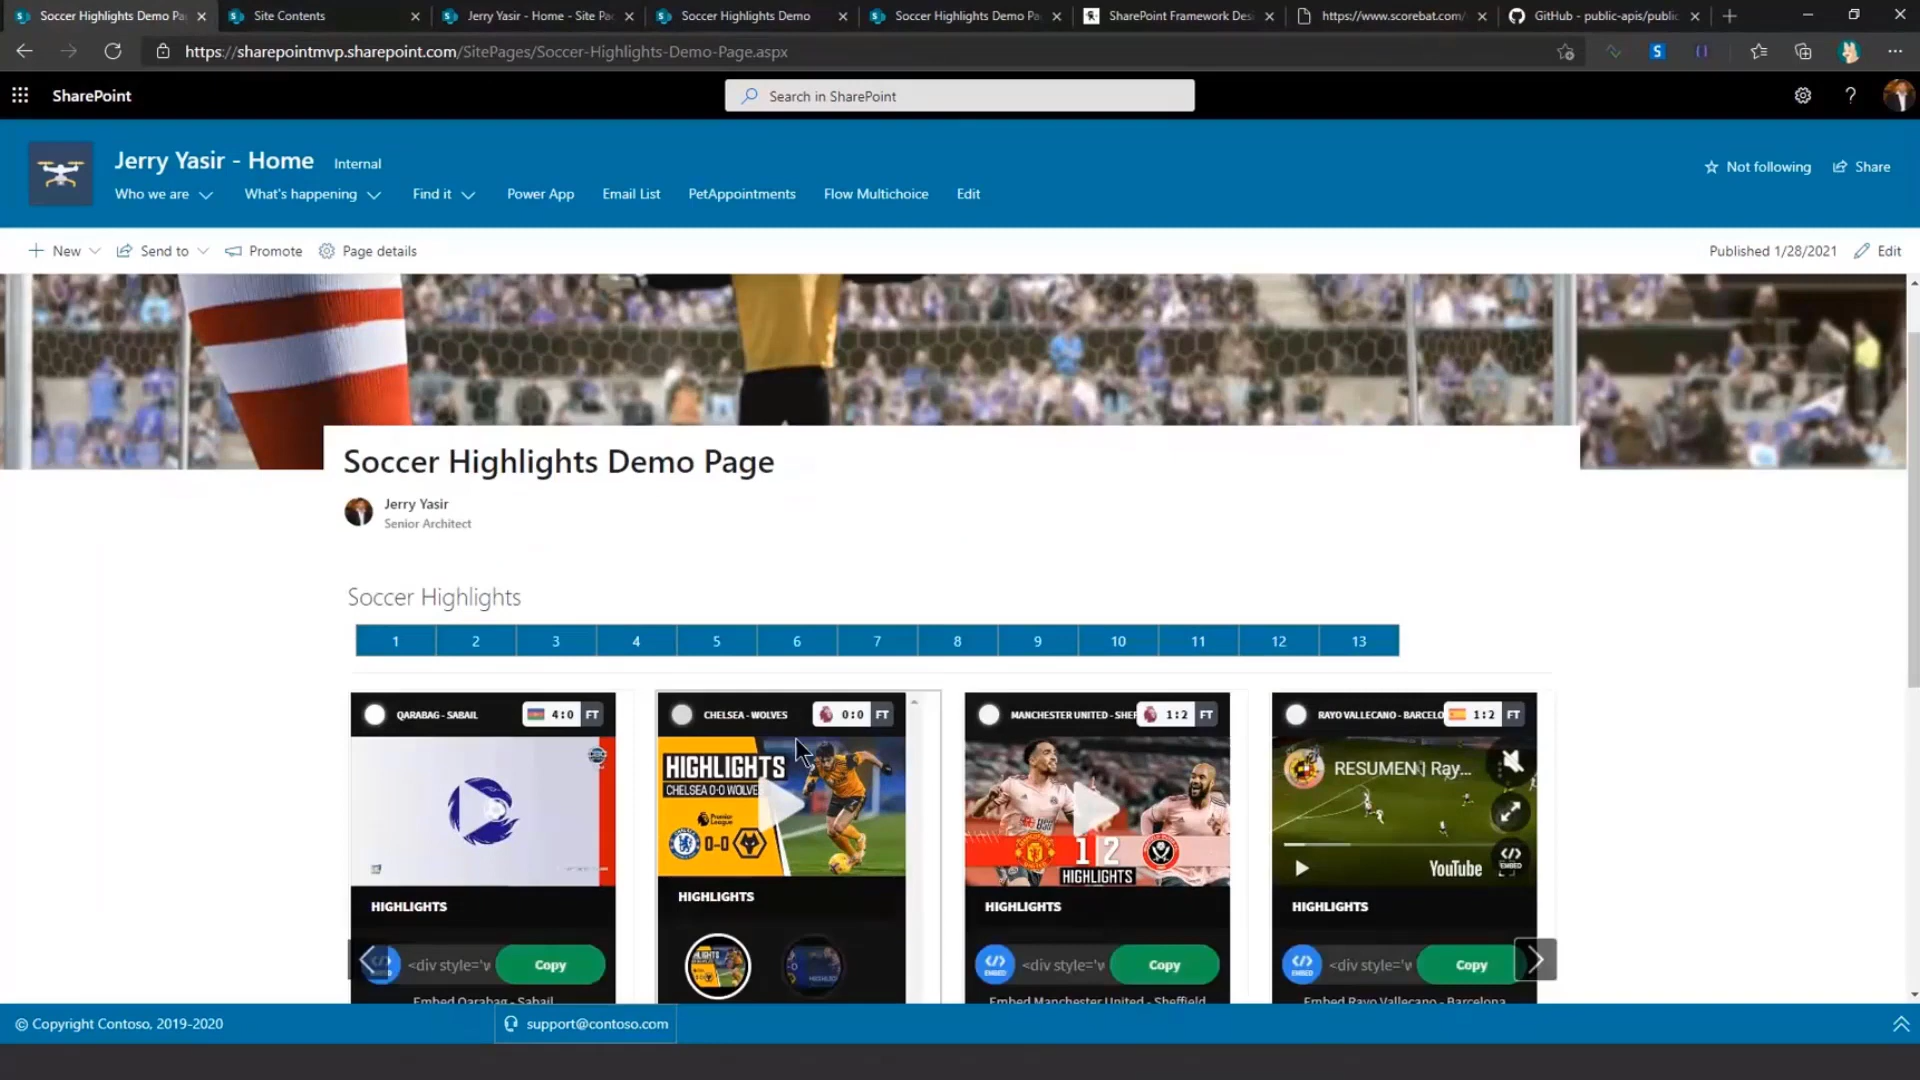 Soccer Highlights Demo Pa
Site Contents
Jerry Yasir - Home - Site Pac
Soccer Highlights Demo
Soccer Highlights Demo Pa
SharePoint Framework Desi
https://www.scorebat.com/
GitHub - public-apis/public
https://sharepointmvp.sharepoint.com/SitePages/Soccer-Highlights-Demo-Page.aspx
SharePoint
Search in SharePoint
Jerry Yasir - Home
Internal
Not following
Share
Who we are
What's happening
Find it
Power App
Email List
PetAppointments
Flow Multichoice
Edit
New
Send to
Promote
Page details
Published 1/28/2021
Edit
Soccer Highlights Demo Page
Jerry Yasir
Senior Architect
Soccer Highlights
1 2 3 4 5 6 7 8 9 10 11 12 13
QARABAG - SABAIL 4:0 FT
CHELSEA - WOLVES 0:0 FT
MANCHESTER UNITED - SHEF 1:2 FT
RAYO VALLECANO - BARCELO 1:2 FT
HIGHLIGHTS
CHELSEA 0-0 WOLVE
Premier
League
0-0
1 2
HIGHLIGHTS
RESUMEN | Ray...
EMBED
YouTube
HIGHLIGHTS
HIGHLIGHTS
HIGHLIGHTS
HIGHLIGHTS
<div style='v
Copy
EMBED
<div style='v
Copy
EMBED
<div style='v
Copy
Embed Qarabag - Sabail
Embed Manchester United - Sheffield
Embed Rayo Vallecano - Barcelona
© Copyright Contoso, 2019-2020
support@contoso.com